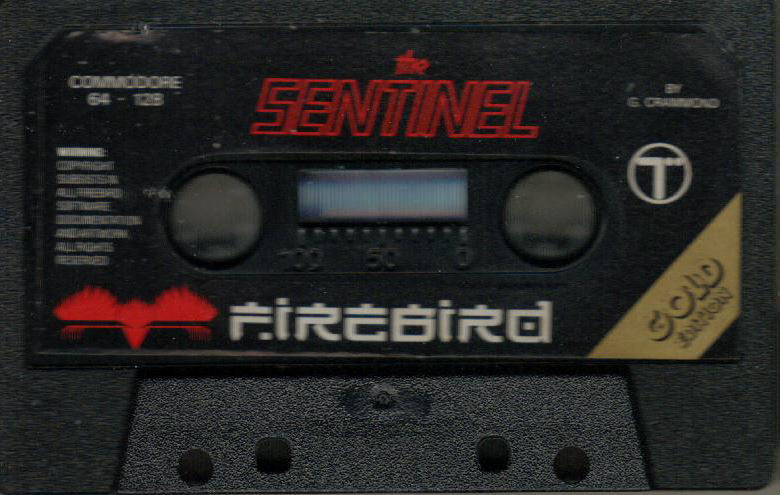 the
SENTINEL
COMMODORE
64 - 128
BY
G. CRAMMOND
WARNING:
COPYRIGHT
SUBSISTS IN
ALL FIREBIRD
SOFTWARE,
DOCUMENTATION
AND ARTWORK
ALL RIGHTS
RESERVED
T
100 50 0
FIREBIRD
GOLD
EDITION